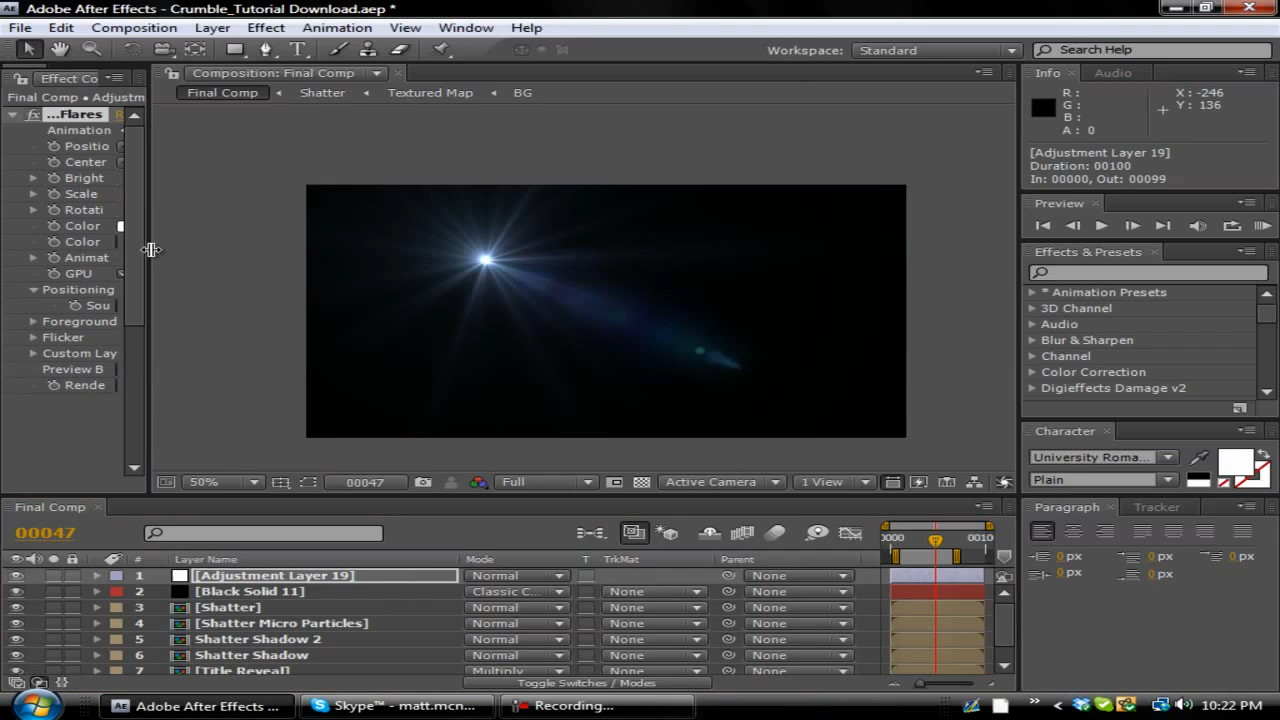 Adobe After Effects - Crumble_Tutorial Download.aep *
File Edit Composition Layer Effect Animation View Window Help
Workspace: Standard Search Help
Effect Co
Composition: Final Comp
Info Audio
Final Comp • Adjustm
Final Comp Shatter Textured Map BG
R :
G :
B :
A : 0
X : -246
Y : 136
...Flares
Animation
Positio
Center
Bright
Scale
Rotati
Color
Color
Animat
GPU
Positioning
Sou
Foreground
Flicker
Custom Lay
Preview B
Rende
[Adjustment Layer 19]
Duration: 00100
In: 00000, Out: 00099
Preview
Effects & Presets
* Animation Presets
3D Channel
Audio
Blur & Sharpen
Channel
Color Correction
Digieffects Damage v2
Character
University Roma...
Plain
50% 00047 Full Active Camera 1 View
Final Comp
Paragraph Tracker
00047
0000 0010
0 px 0 px 0 px
0 px 0 px
# Layer Name Mode T TrkMat Parent
1 [Adjustment Layer 19] Normal None
2 [Black Solid 11] Classic C... None None
3 [Shatter] Normal None None
4 [Shatter Micro Particles] Normal None None
5 Shatter Shadow 2 Normal None None
6 Shatter Shadow Normal None None
7 [Title Reveal] Multiply None None
Toggle Switches / Modes
Adobe After Effects ... Skype™ - matt.mcn... Recording... 10:22 PM